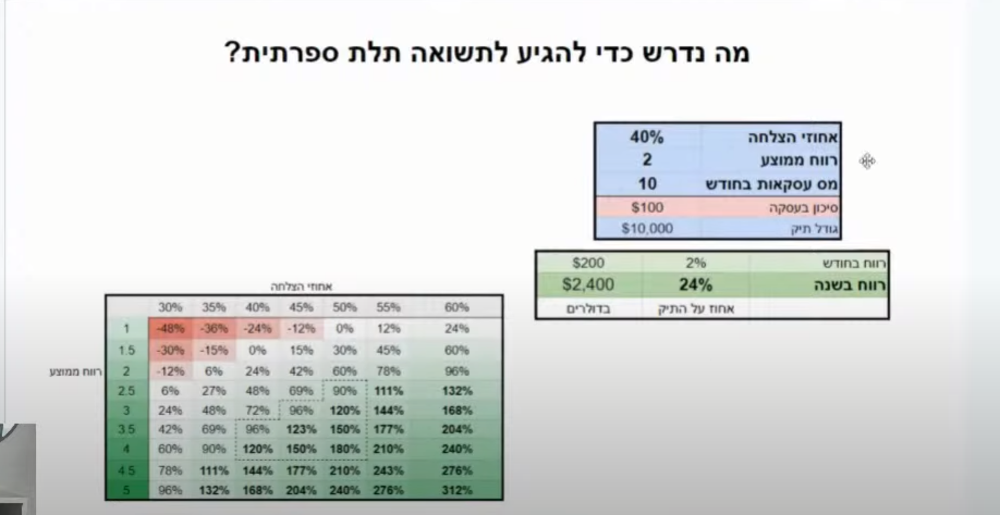 מה נדרש כדי להגיע לתשואה תלת ספרתית?
אחוזי הצלחה 40%
רווח ממוצע 2
מס עסקאות בחודש 10
סיכון בעסקה $100
גודל תיק $10,000
רווח בחודש 2% $200
רווח בשנה 24% $2,400
אחוז על התיק בדולרים
אחוזי הצלחה
30% 35% 40% 45% 50% 55% 60%
1 -48% -36% -24% -12% 0% 12% 24%
1.5 -30% -15% 0% 15% 30% 45% 60%
רווח ממוצע 2 -12% 6% 24% 42% 60% 78% 96%
2.5 6% 27% 48% 69% 90% 111% 132%
3 24% 48% 72% 96% 120% 144% 168%
3.5 42% 69% 96% 123% 150% 177% 204%
4 60% 90% 120% 150% 180% 210% 240%
4.5 78% 111% 144% 177% 210% 243% 276%
5 96% 132% 168% 204% 240% 276% 312%